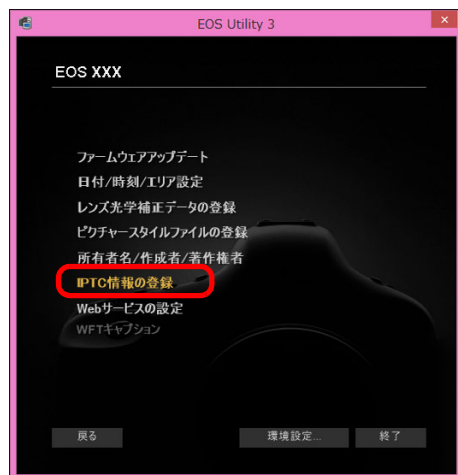 EOS Utility 3
×
EOS XXX
ファームウェアアップデート
日付/時刻/エリア設定
レンズ光学補正データの登録
ピクチャースタイルファイルの登録
所有者名/作成者/著作権者
IPTC情報の登録
Webサービスの設定
WFTキャプション
戻る 環境設定... 終了